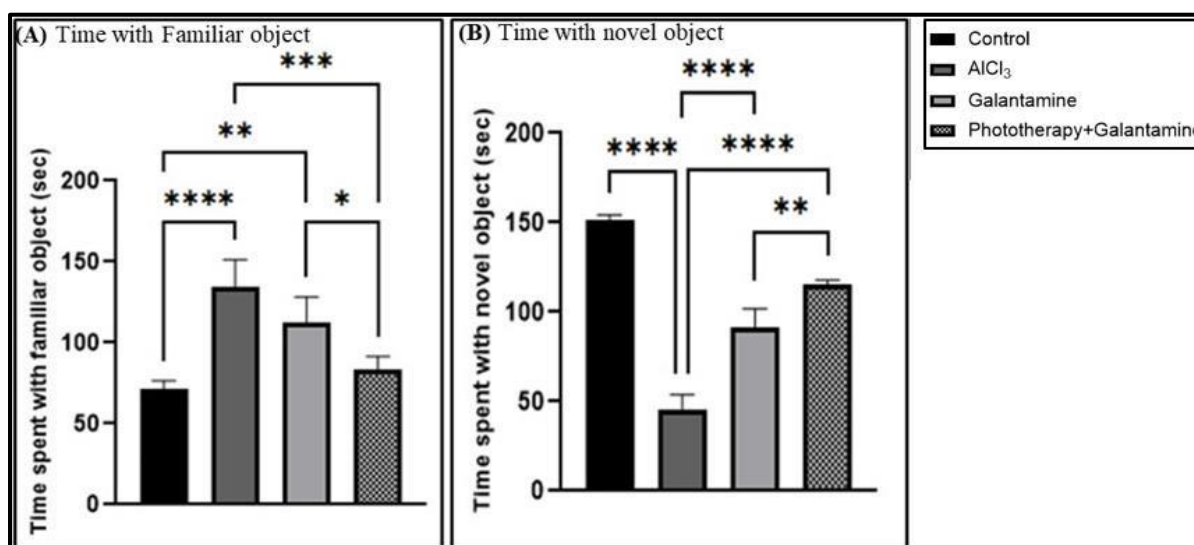 (A) Time with Familiar object
Time spent with familiar object (sec)
200
150
100
50
0
****
**
***
*
(B) Time with novel object
Time spent with novel object (sec)
200
150
100
50
0
****
****
****
**
Control
AlCl₃
Galantamine
Phototherapy+Galantamine